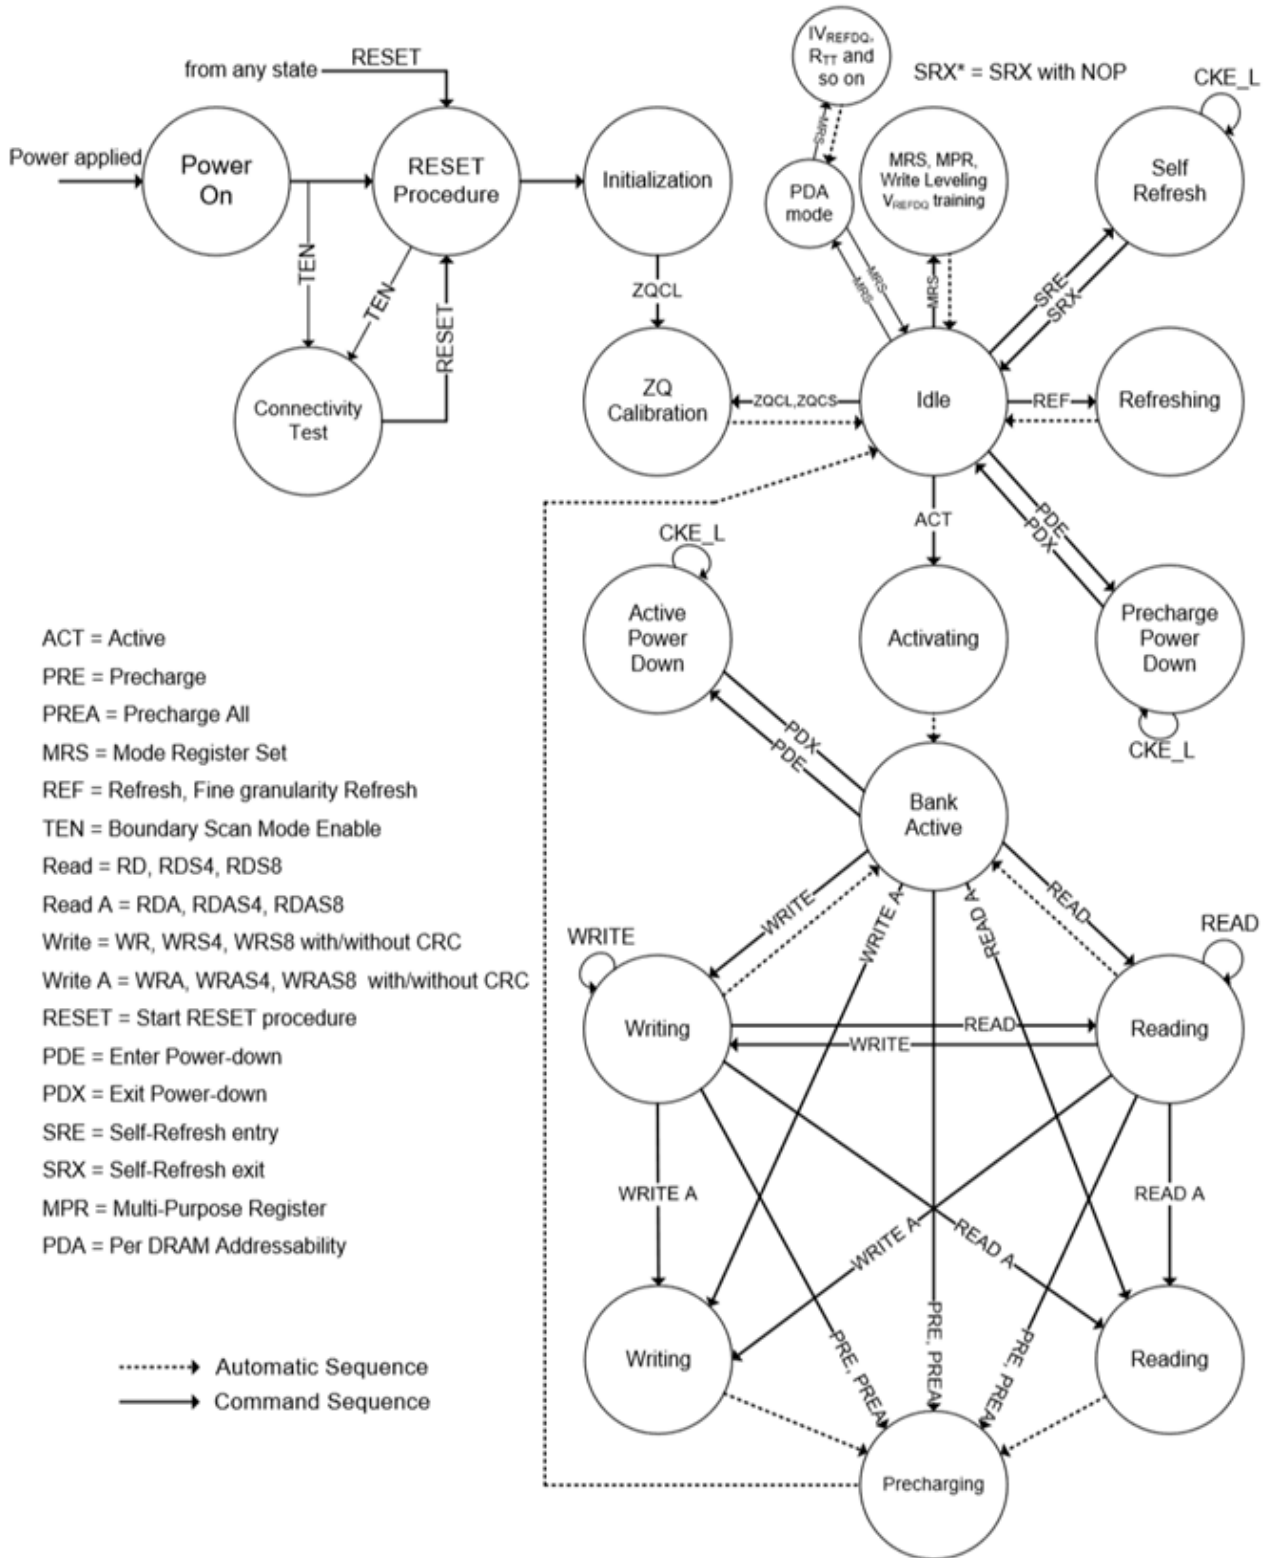 IVREFDQ,
RTT and
so on
SRX* = SRX with NOP
CKE_L
from any state
RESET
Power applied
Power
On
RESET
Procedure
Initialization
MRS
PDA
mode
MRS, MPR,
Write Leveling
VREFDQ training
Self
Refresh
TEN
TEN
RESET
ZQCL
MRS
MRS
MRS
SRE
SRX
Connectivity
Test
ZQ
Calibration
ZQCL,ZQCS
Idle
REF
Refreshing
ACT
PDE
PDX
CKE_L
Active
Power
Down
Activating
Precharge
Power
Down
CKE_L
PDX
PDE
Bank
Active
ACT = Active
PRE = Precharge
PREA = Precharge All
MRS = Mode Register Set
REF = Refresh, Fine granularity Refresh
TEN = Boundary Scan Mode Enable
Read = RD, RDS4, RDS8
Read A = RDA, RDAS4, RDAS8
Write = WR, WRS4, WRS8 with/without CRC
Write A = WRA, WRAS4, WRAS8 with/without CRC
RESET = Start RESET procedure
PDE = Enter Power-down
PDX = Exit Power-down
SRE = Self-Refresh entry
SRX = Self-Refresh exit
MPR = Multi-Purpose Register
PDA = Per DRAM Addressability
WRITE
WRITE A
READ A
READ
WRITE
READ
Writing
READ
WRITE
Reading
WRITE A
WRITE A
READ A
READ A
Writing
PRE, PREA
PRE, PREA
PRE, PREA
Reading
Precharging
Automatic Sequence
Command Sequence